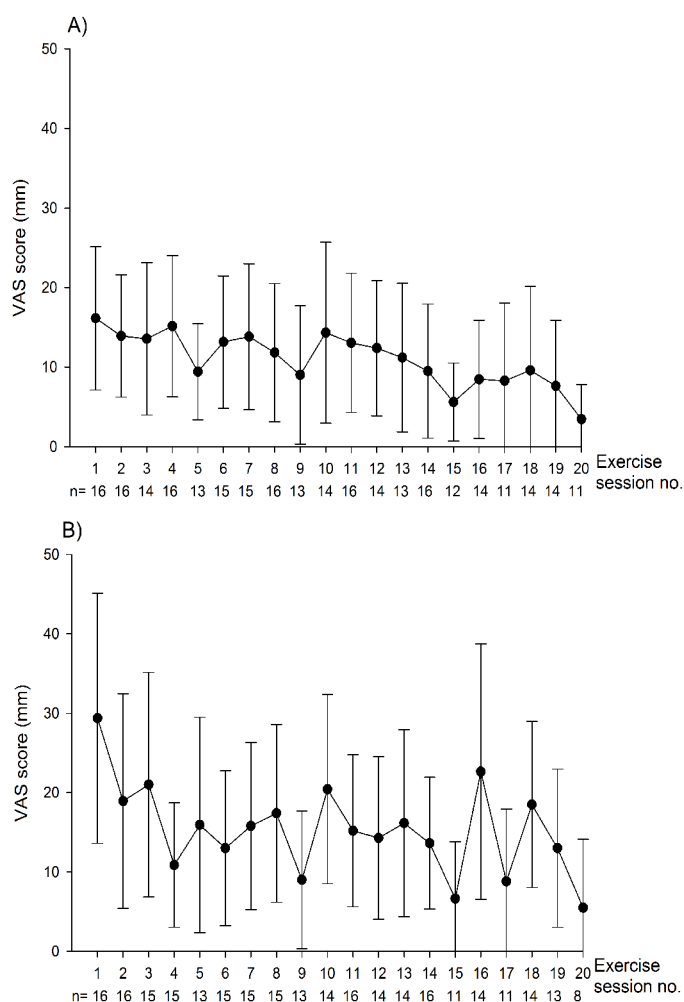 A)
50
40
30
20
10
0
VAS score (mm)
1 2 3 4 5 6 7 8 9 10 11 12 13 14 15 16 17 18 19 20 Exercise
session no.
n= 16 16 14 16 13 15 15 16 13 14 16 14 13 16 12 14 11 14 14 11
B)
50
40
30
20
10
0
VAS score (mm)
1 2 3 4 5 6 7 8 9 10 11 12 13 14 15 16 17 18 19 20 Exercise
session no.
n= 16 16 15 15 13 15 15 15 13 14 16 14 14 16 11 14 11 14 13 8